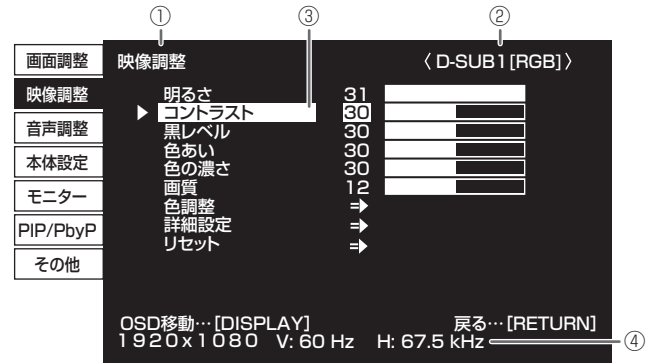 ① ③ ②
画面調整
映像調整
音声調整
本体設定
モニター
PIP/PbyP
その他
映像調整 〈 D-SUB1[RGB]〉
明るさ 31
コントラスト 30
黒レベル 30
色あい 30
色の濃さ 30
画質 12
色調整
詳細設定
リセット
OSD移動…[DISPLAY] 戻る…[RETURN]
1920x1080 V: 60 Hz H: 67.5 kHz ④